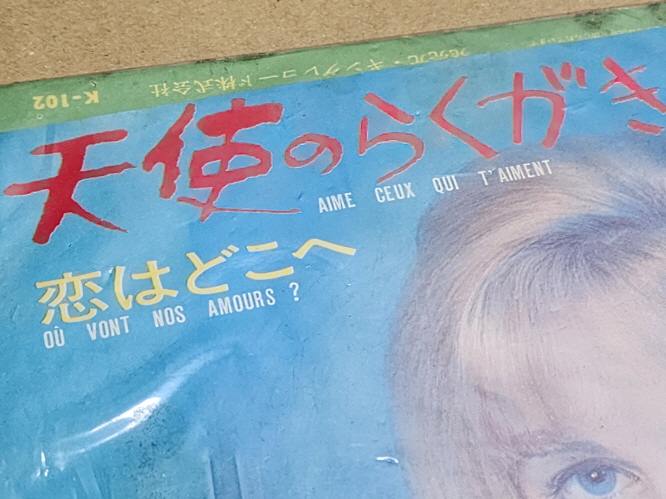 K-102
キングレコード株式会社
天使のらくがき
AIME CEUX QUI T'AIMENT
恋はどこへ
OÙ VONT NOS AMOURS ?